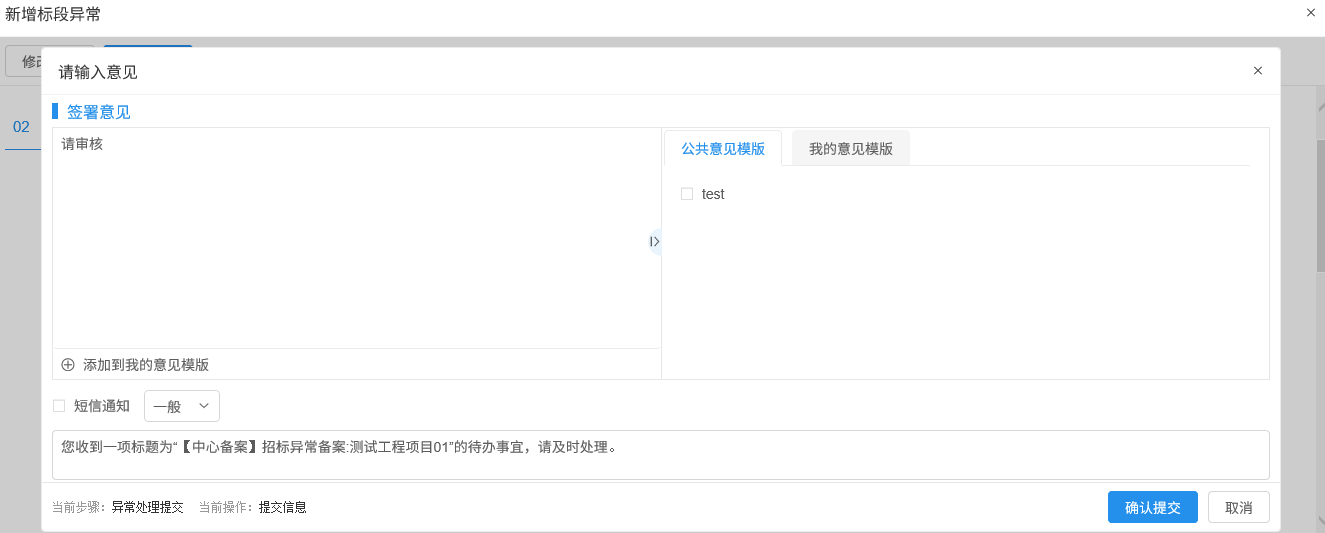 新增标段异常
修改
请输入意见
签署意见
02
请审核
公共意见模版
我的意见模版
test
添加到我的意见模版
短信通知
一般
您收到一项标题为“【中心备案】招标异常备案:测试工程项目01”的待办事宜，请及时处理。
当前步骤：异常处理提交 当前操作：提交信息
确认提交
取消